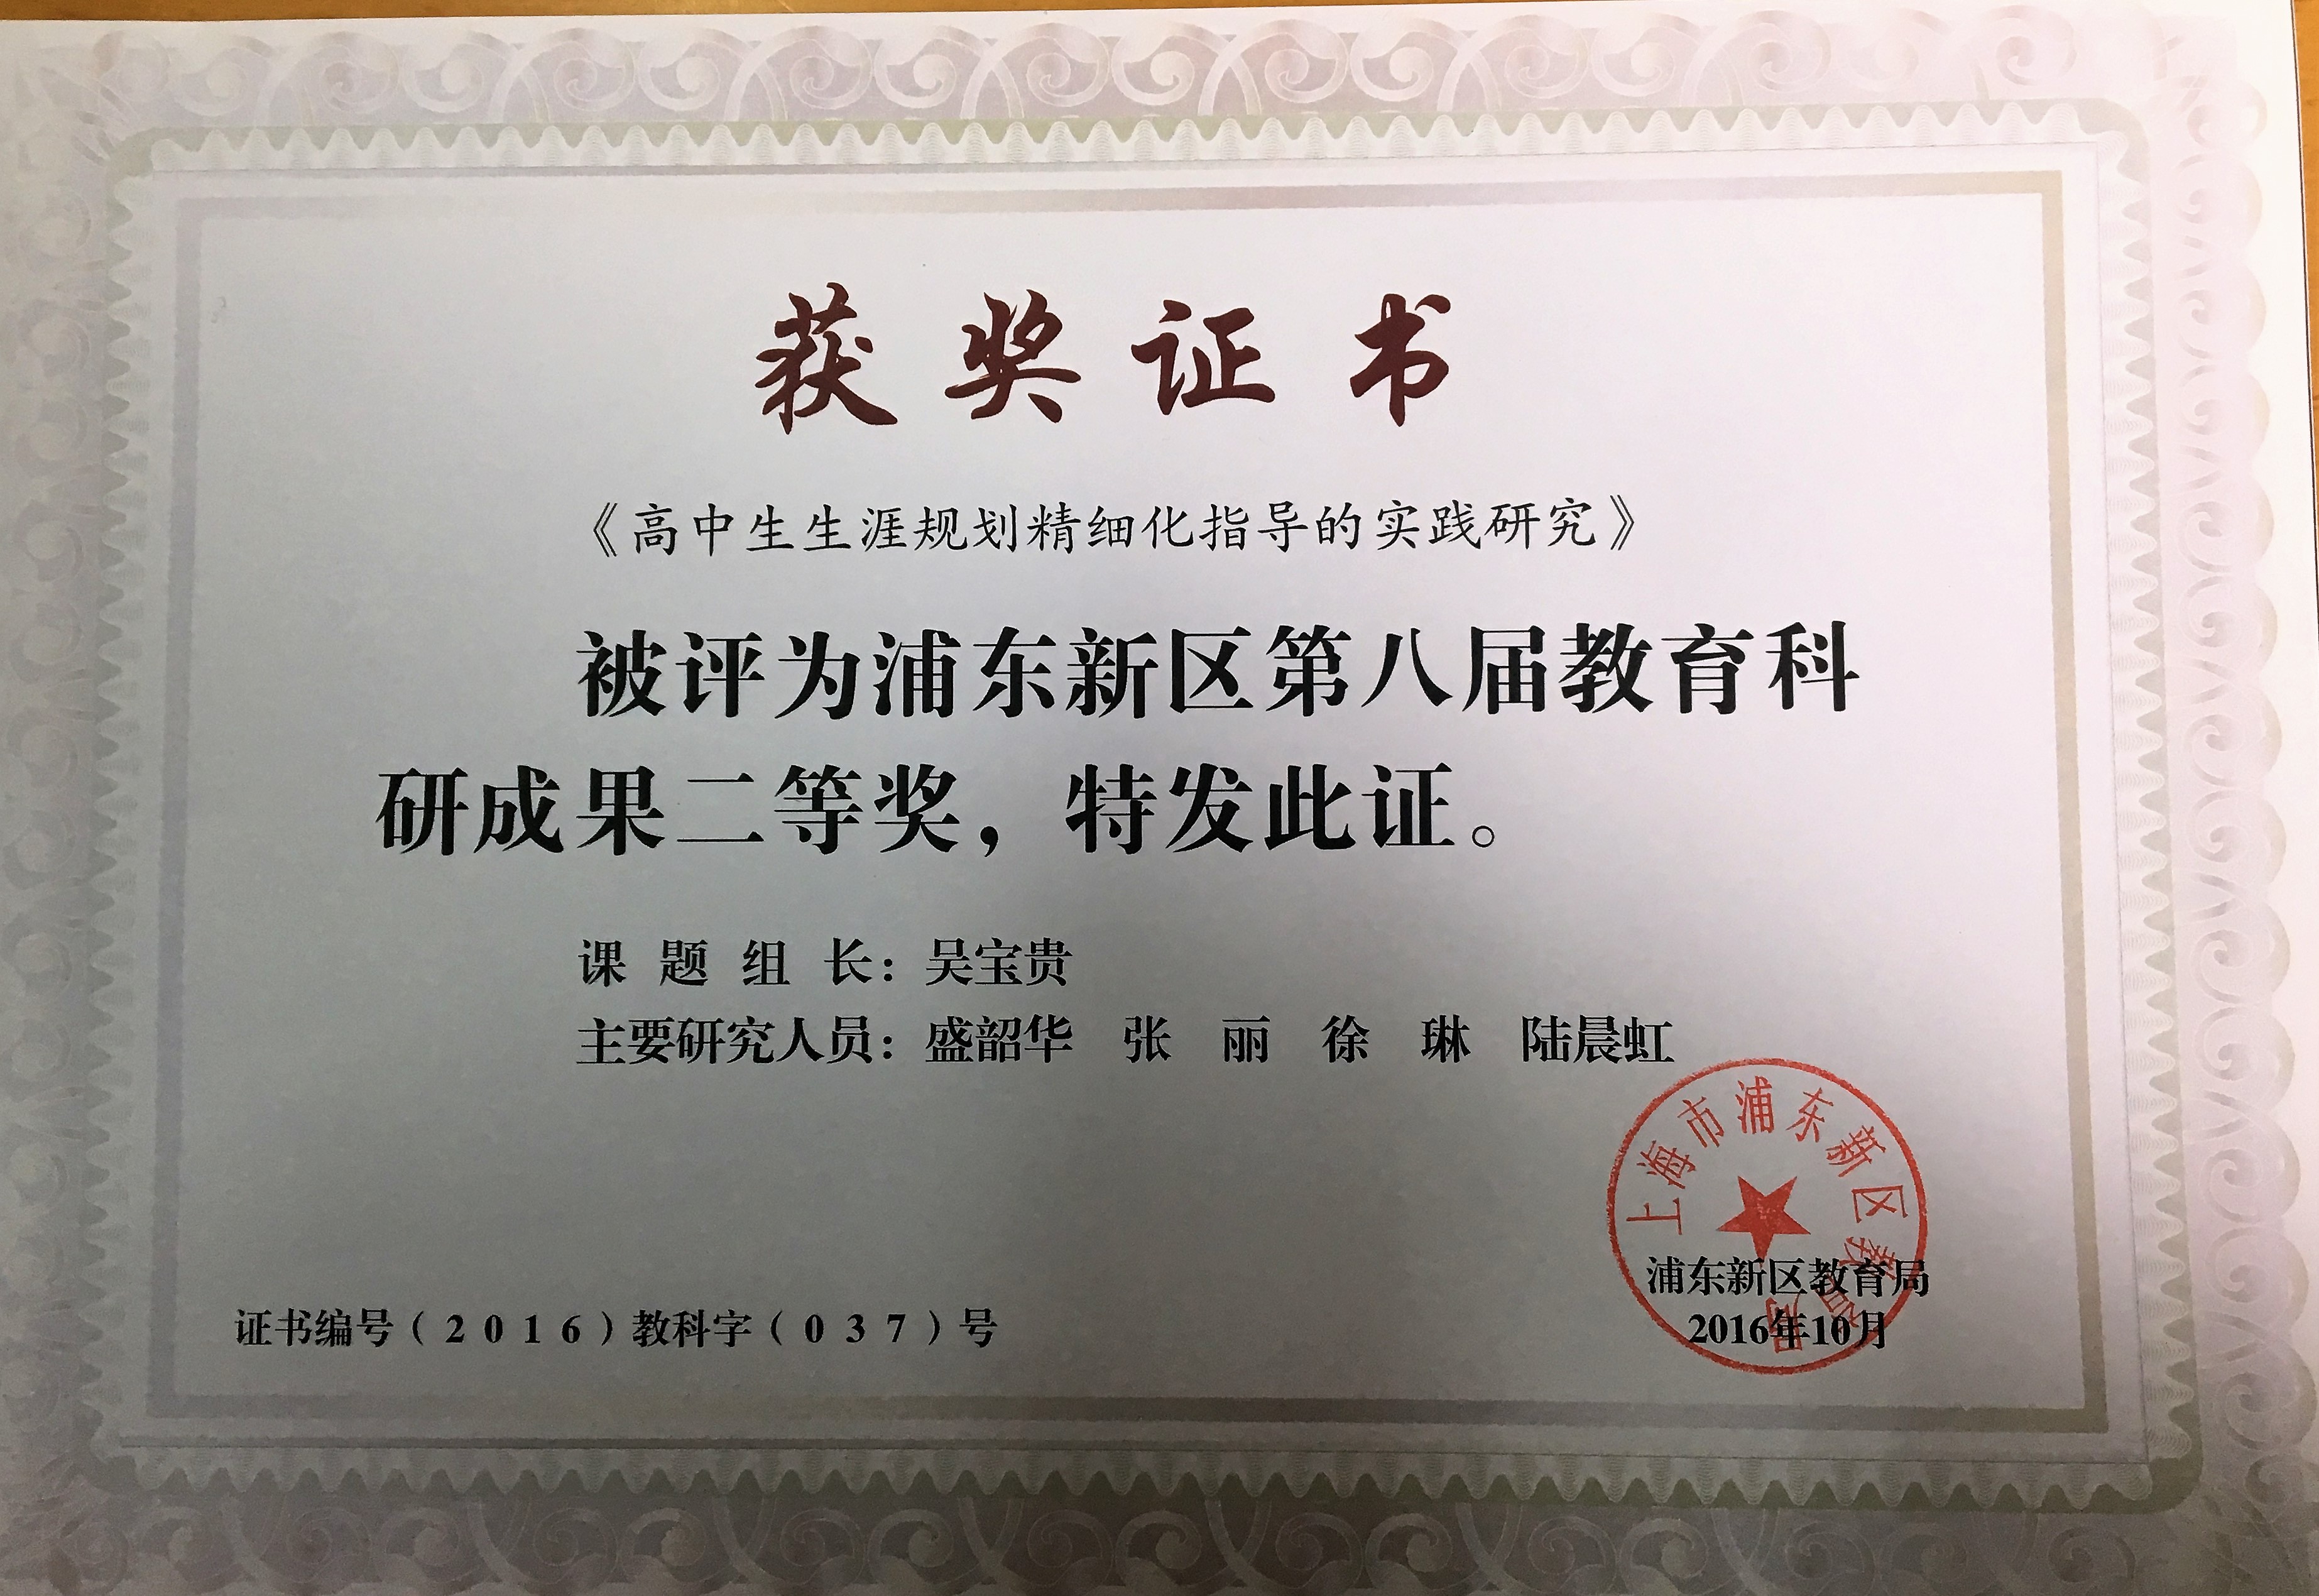 获奖证书
《高中生生涯规划精细化指导的实践研究》
被评为浦东新区第八届教育科
研成果二等奖，特发此证。
课题组长：吴宝贵
主要研究人员：盛韶华 张丽 徐琳 陆晨虹
上海市浦东新区教育局
浦东新区教育局
2016年10月
证书编号（2016）教科字（037）号